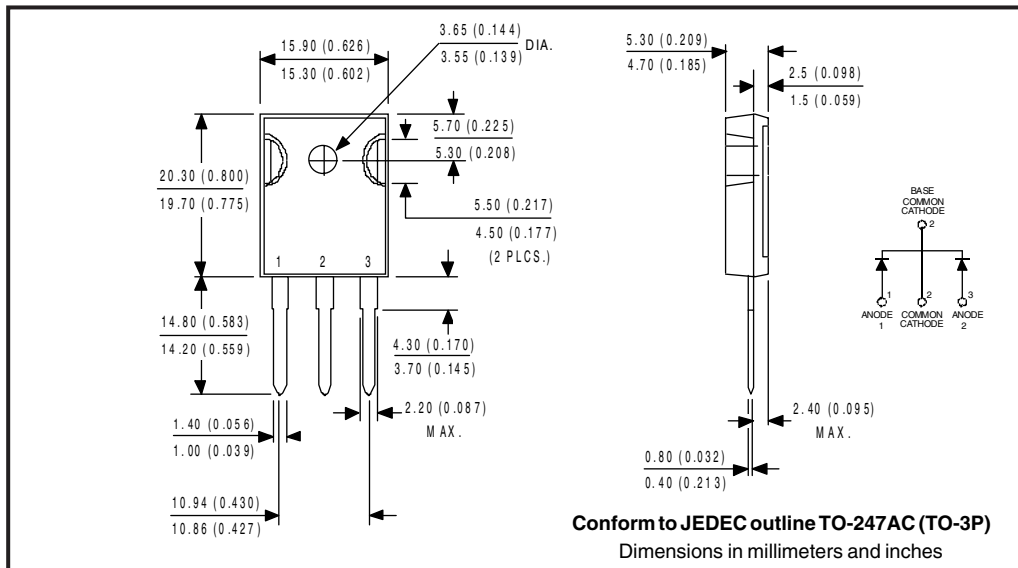 15.90 (0.626)
15.30 (0.602)
3.65 (0.144)
3.55 (0.139)
DIA.
5.30 (0.209)
4.70 (0.185)
2.5 (0.098)
1.5 (0.059)
5.70 (0.225)
5.30 (0.208)
20.30 (0.800)
19.70 (0.775)
5.50 (0.217)
4.50 (0.177)
(2 PLCS.)
1 2 3
BASE
COMMON
CATHODE
2
1 2 3
ANODE
1
COMMON
CATHODE
ANODE
2
14.80 (0.583)
14.20 (0.559)
4.30 (0.170)
3.70 (0.145)
2.20 (0.087)
MAX.
2.40 (0.095)
MAX.
1.40 (0.056)
1.00 (0.039)
0.80 (0.032)
0.40 (0.213)
10.94 (0.430)
10.86 (0.427)
Conform to JEDEC outline TO-247AC (TO-3P)
Dimensions in millimeters and inches